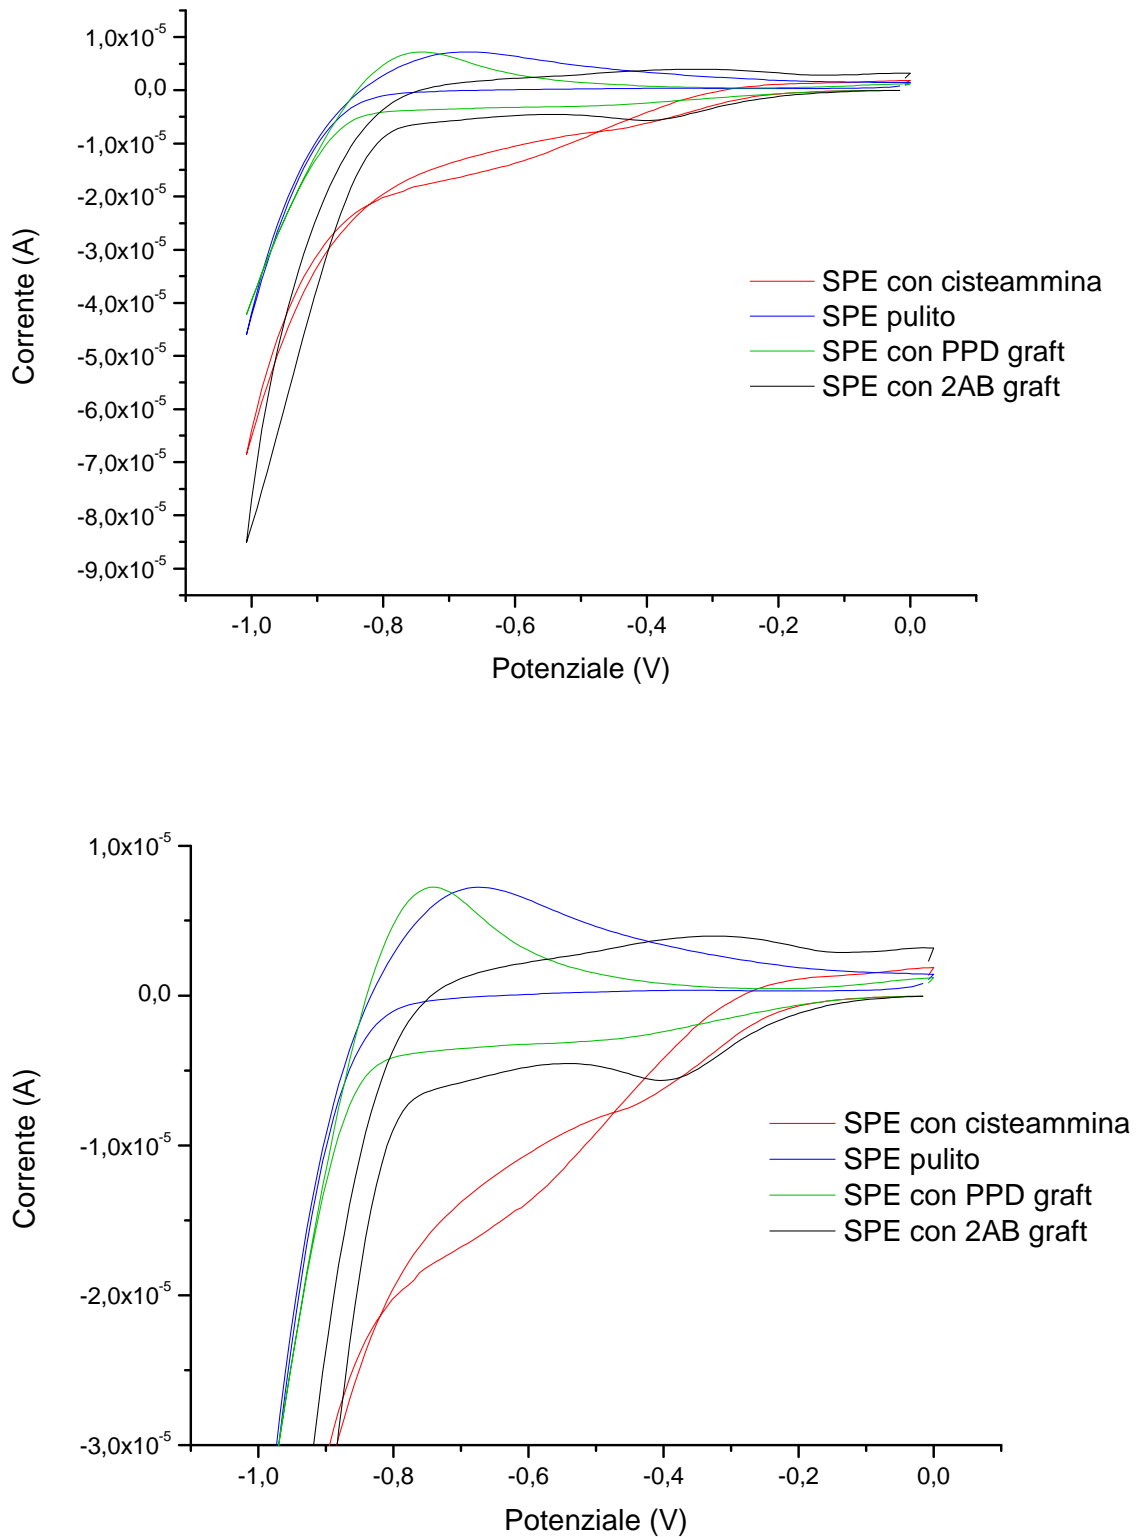 1,0x10⁻⁵
0,0
-1,0x10⁻⁵
-2,0x10⁻⁵
-3,0x10⁻⁵
-4,0x10⁻⁵
-5,0x10⁻⁵
-6,0x10⁻⁵
-7,0x10⁻⁵
-8,0x10⁻⁵
-9,0x10⁻⁵
Corrente (A)
SPE con cisteammina
SPE pulito
SPE con PPD graft
SPE con 2AB graft
-1,0 -0,8 -0,6 -0,4 -0,2 0,0
Potenziale (V)
1,0x10⁻⁵
0,0
-1,0x10⁻⁵
-2,0x10⁻⁵
-3,0x10⁻⁵
Corrente (A)
SPE con cisteammina
SPE pulito
SPE con PPD graft
SPE con 2AB graft
-1,0 -0,8 -0,6 -0,4 -0,2 0,0
Potenziale (V)